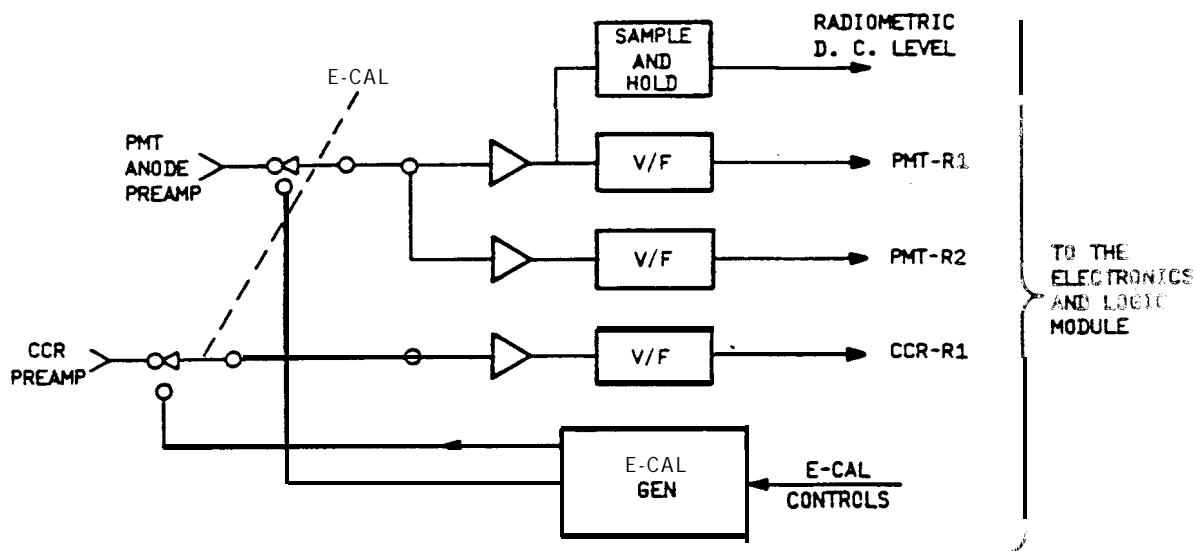 RADIOMETRIC
D. C. LEVEL
SAMPLE
AND
HOLD
E-CAL
PMT
ANODE
PREAMP
V/F
PMT-R1
V/F
PMT-R2
TO THE
ELECTRONICS
AND LOGIC
MODULE
CCR
PREAMP
V/F
CCR-R1
E-CAL
GEN
E-CAL
CONTROLS